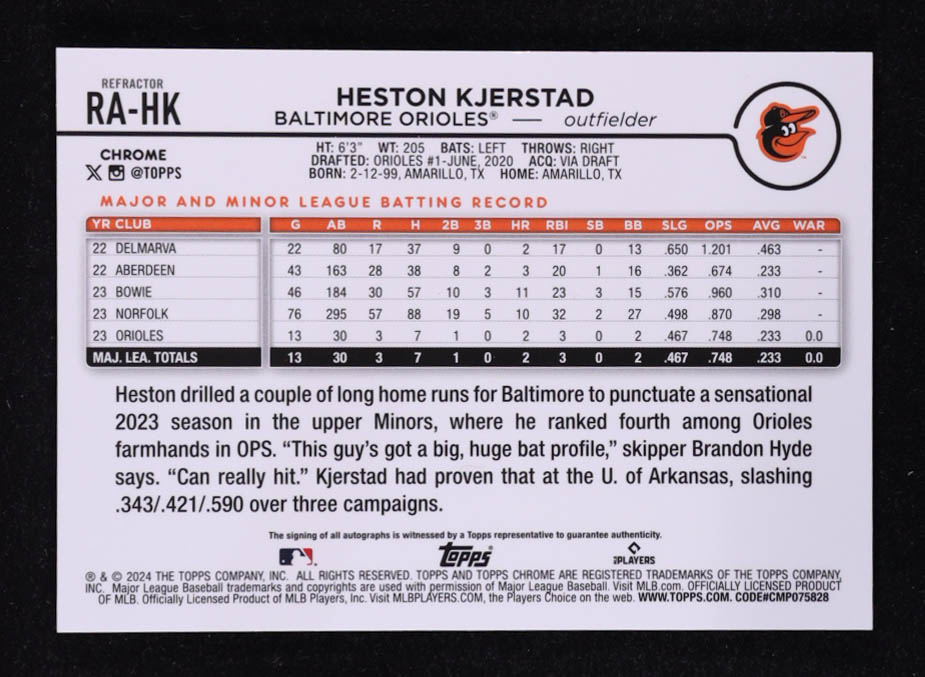 REFRACTOR
RA-HK
HESTON KJERSTAD
BALTIMORE ORIOLES® — outfielder
CHROME
@TOPPS
HT: 6'3" WT: 205 BATS: LEFT THROWS: RIGHT
DRAFTED: ORIOLES #1-JUNE, 2020 ACQ: VIA DRAFT
BORN: 2-12-99, AMARILLO, TX HOME: AMARILLO, TX
MAJOR AND MINOR LEAGUE BATTING RECORD
YR CLUB G AB R H 2B 3B HR RBI SB BB SLG OPS AVG WAR
22 DELMARVA 22 80 17 37 9 0 2 17 0 13 .650 1.201 .463 -
22 ABERDEEN 43 163 28 38 8 2 3 20 1 16 .362 .674 .233 -
23 BOWIE 46 184 30 57 10 3 11 23 3 15 .576 .960 .310 -
23 NORFOLK 76 295 57 88 19 5 10 32 2 27 .498 .870 .298 -
23 ORIOLES 13 30 3 7 1 0 2 3 0 2 .467 .748 .233 0.0
MAJ. LEA. TOTALS 13 30 3 7 1 0 2 3 0 2 .467 .748 .233 0.0
Heston drilled a couple of long home runs for Baltimore to punctuate a sensational
2023 season in the upper Minors, where he ranked fourth among Orioles
farmhands in OPS. “This guy’s got a big, huge bat profile,” skipper Brandon Hyde
says. “Can really hit.” Kjerstad had proven that at the U. of Arkansas, slashing
.343/.421/.590 over three campaigns.
The signing of all autographs is witnessed by a Topps representative to guarantee authenticity.
Topps
PLAYERS
® & © 2024 THE TOPPS COMPANY, INC. ALL RIGHTS RESERVED. TOPPS AND TOPPS CHROME ARE REGISTERED TRADEMARKS OF THE TOPPS COMPANY,
INC. Major League Baseball trademarks and copyrights are used with permission of Major League Baseball. Visit MLB.com. OFFICIALLY LICENSED PRODUCT
OF MLB. Officially Licensed Product of MLB Players, Inc. Visit MLBPLAYERS.COM, the Players Choice on the web. WWW.TOPPS.COM. CODE#CMP075828